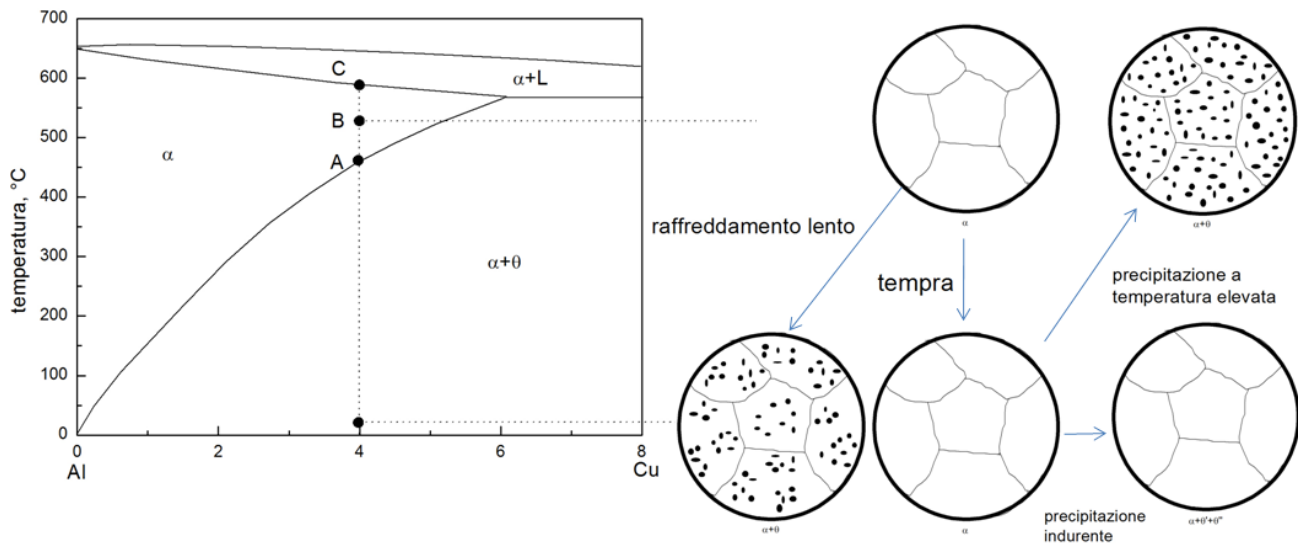 700
600
500
400
300
200
100
0
temperatura, °C
0
2
4
6
8
Al
Cu
C
B
A
α
α+L
α+θ
α
α+θ
raffreddamento lento
tempra
precipitazione a
temperatura elevata
α+θ
α
precipitazione
indurente
α+θ'+θ"